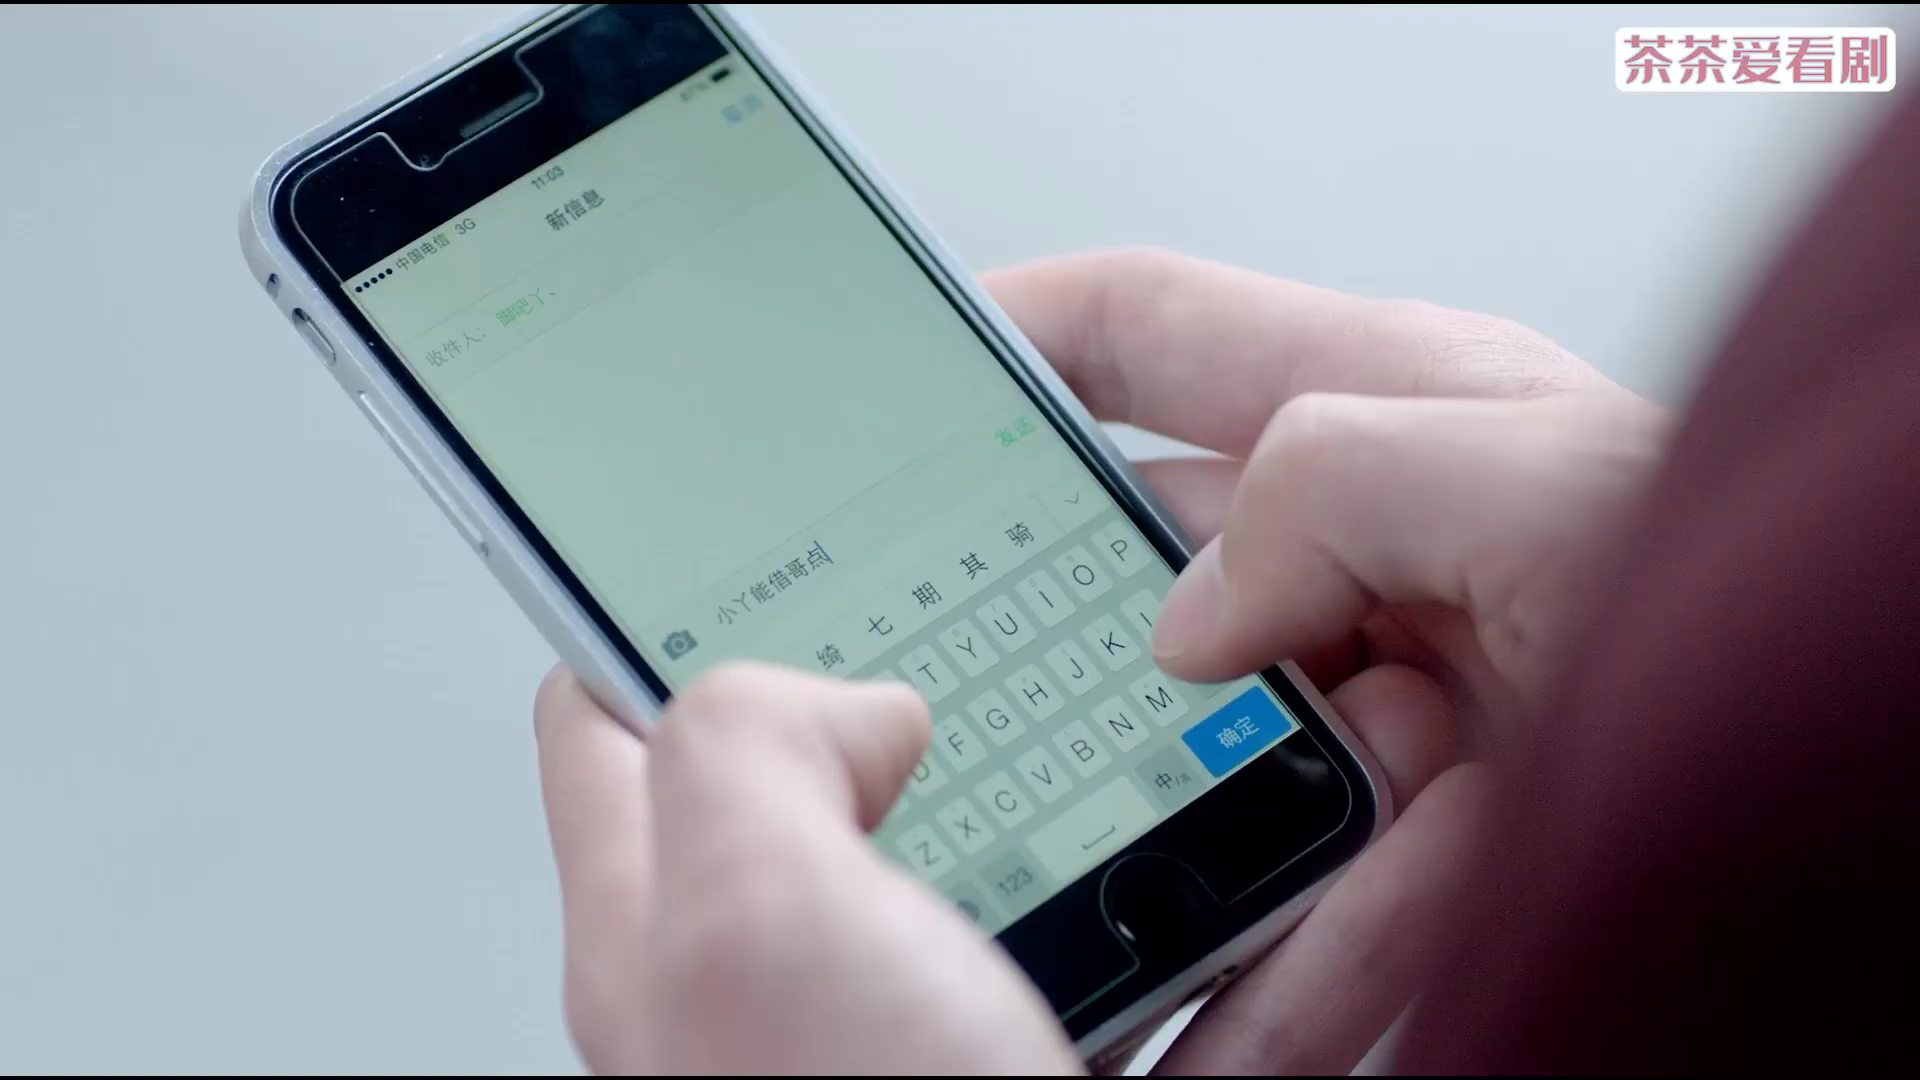 茶茶爱看剧
中国电信 3G
11:03
新信息
收件人:
发送
小丫能借哥点
绮 七 期 其 骑
T Y U I O P
F G H J K
Z X C V B N M
123
中
确定